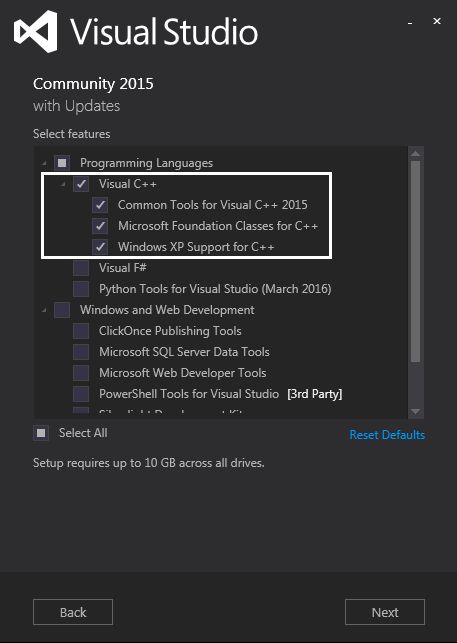 Visual Studio
Community 2015
with Updates
Select features
Programming Languages
Visual C++
Common Tools for Visual C++ 2015
Microsoft Foundation Classes for C++
Windows XP Support for C++
Visual F#
Python Tools for Visual Studio (March 2016)
Windows and Web Development
ClickOnce Publishing Tools
Microsoft SQL Server Data Tools
Microsoft Web Developer Tools
PowerShell Tools for Visual Studio [3rd Party]
Select All Reset Defaults
Setup requires up to 10 GB across all drives.
Back Next